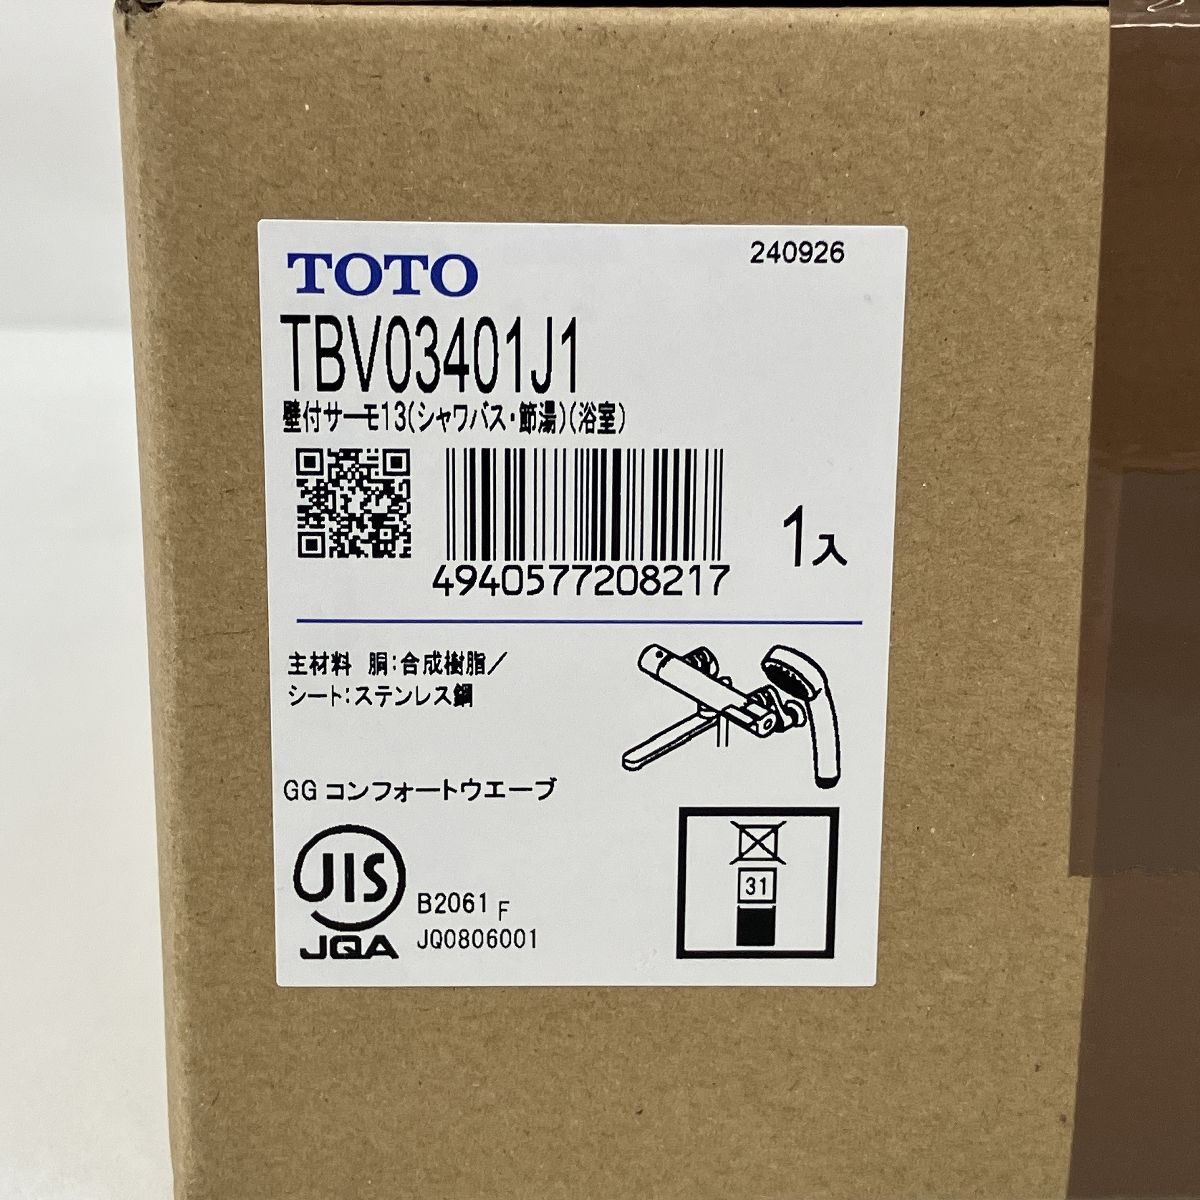 TOTO
240926
TBV03401J1
壁付サーモ13(シャワバス・節湯)(浴室)
4940577208217
1入
主材料 胴:合成樹脂/
シート:ステンレス鋼
GG コンフォートウエーブ
JIS
JQA
B2061 F
JQ0806001
31